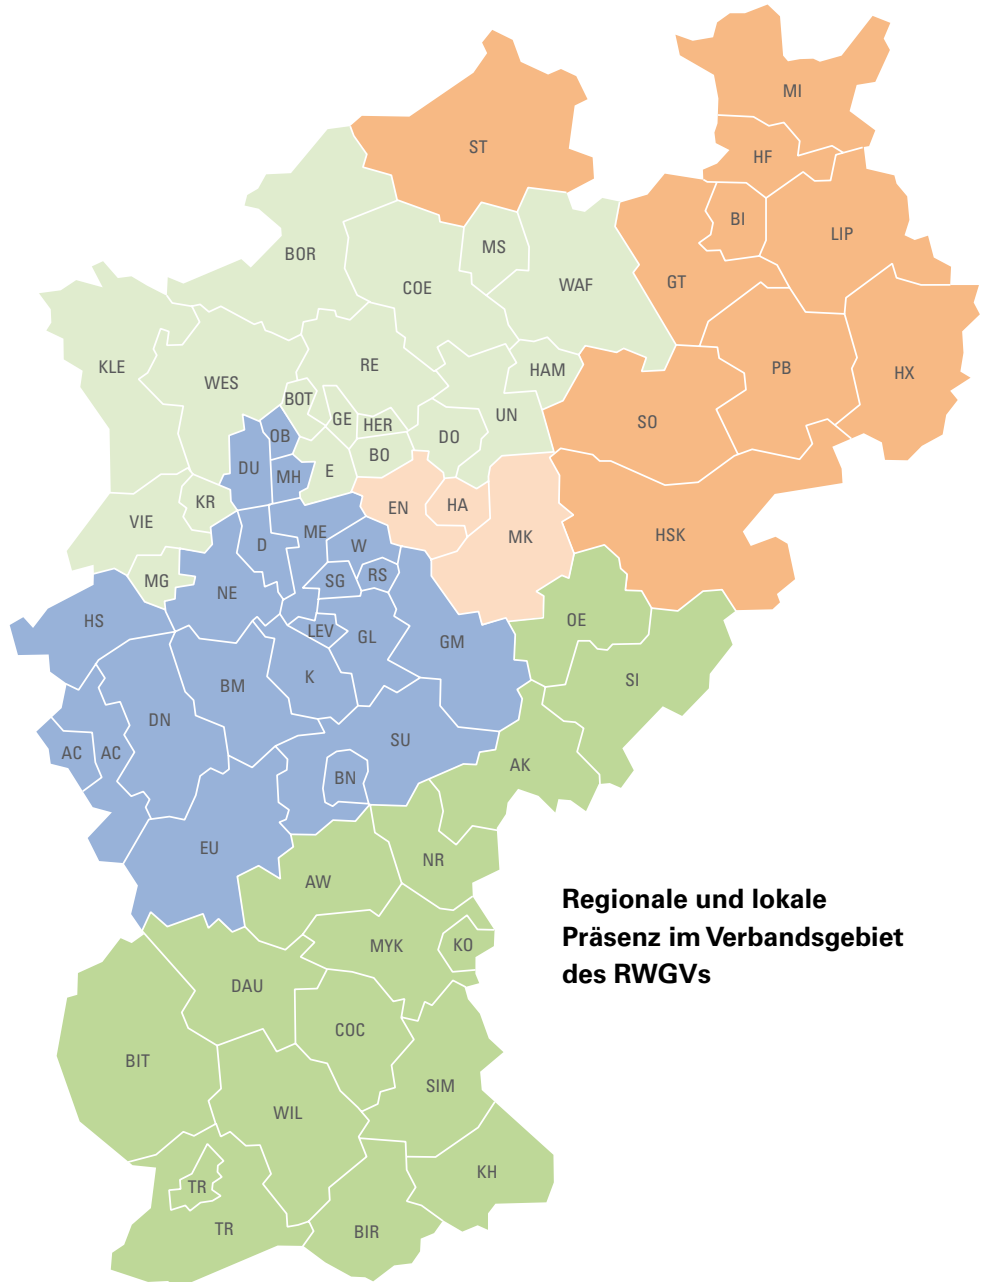 MI
ST
HF
BI
LIP
MS
BOR
GT
WAF
COE
KLE
RE
HAM
PB
HX
WES
BOT
GE
HER
UN
SO
OB
DO
BO
DU
MH
E
KR
EN
HA
VIE
ME
MK
HSK
D
W
MG
SG
RS
NE
HS
OE
LEV
GL
GM
K
SI
BM
DN
SU
AC
AC
AK
BN
EU
NR
AW
Regionale und lokale
Präsenz im Verbandsgebiet
des RWGVs
MYK
KO
DAU
COC
BIT
SIM
WIL
KH
TR
TR
BIR